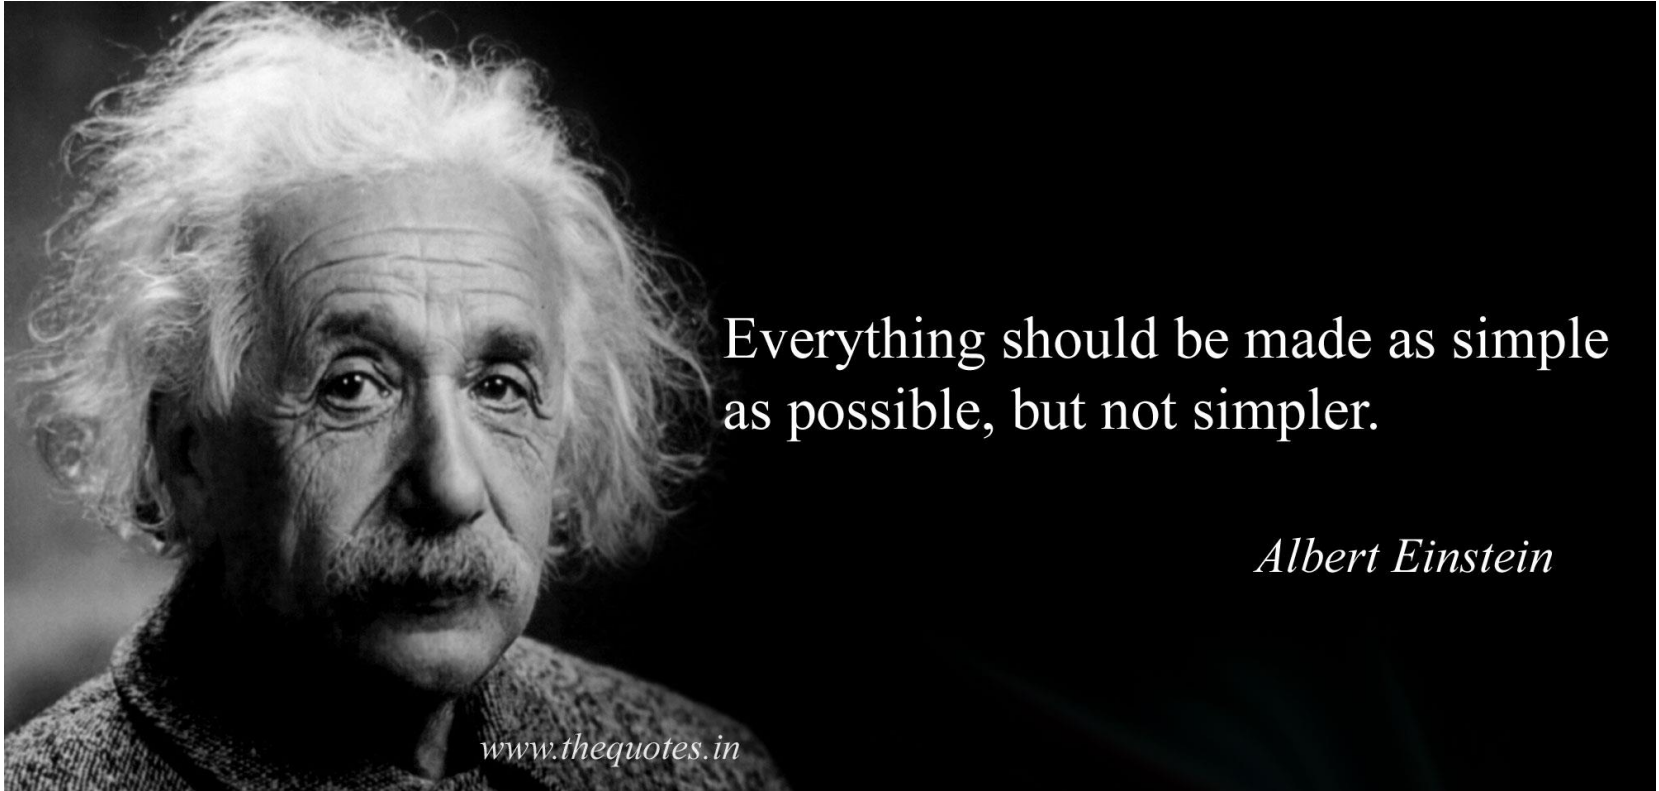 Everything should be made as simple
as possible, but not simpler.
Albert Einstein
www.thequotes.in